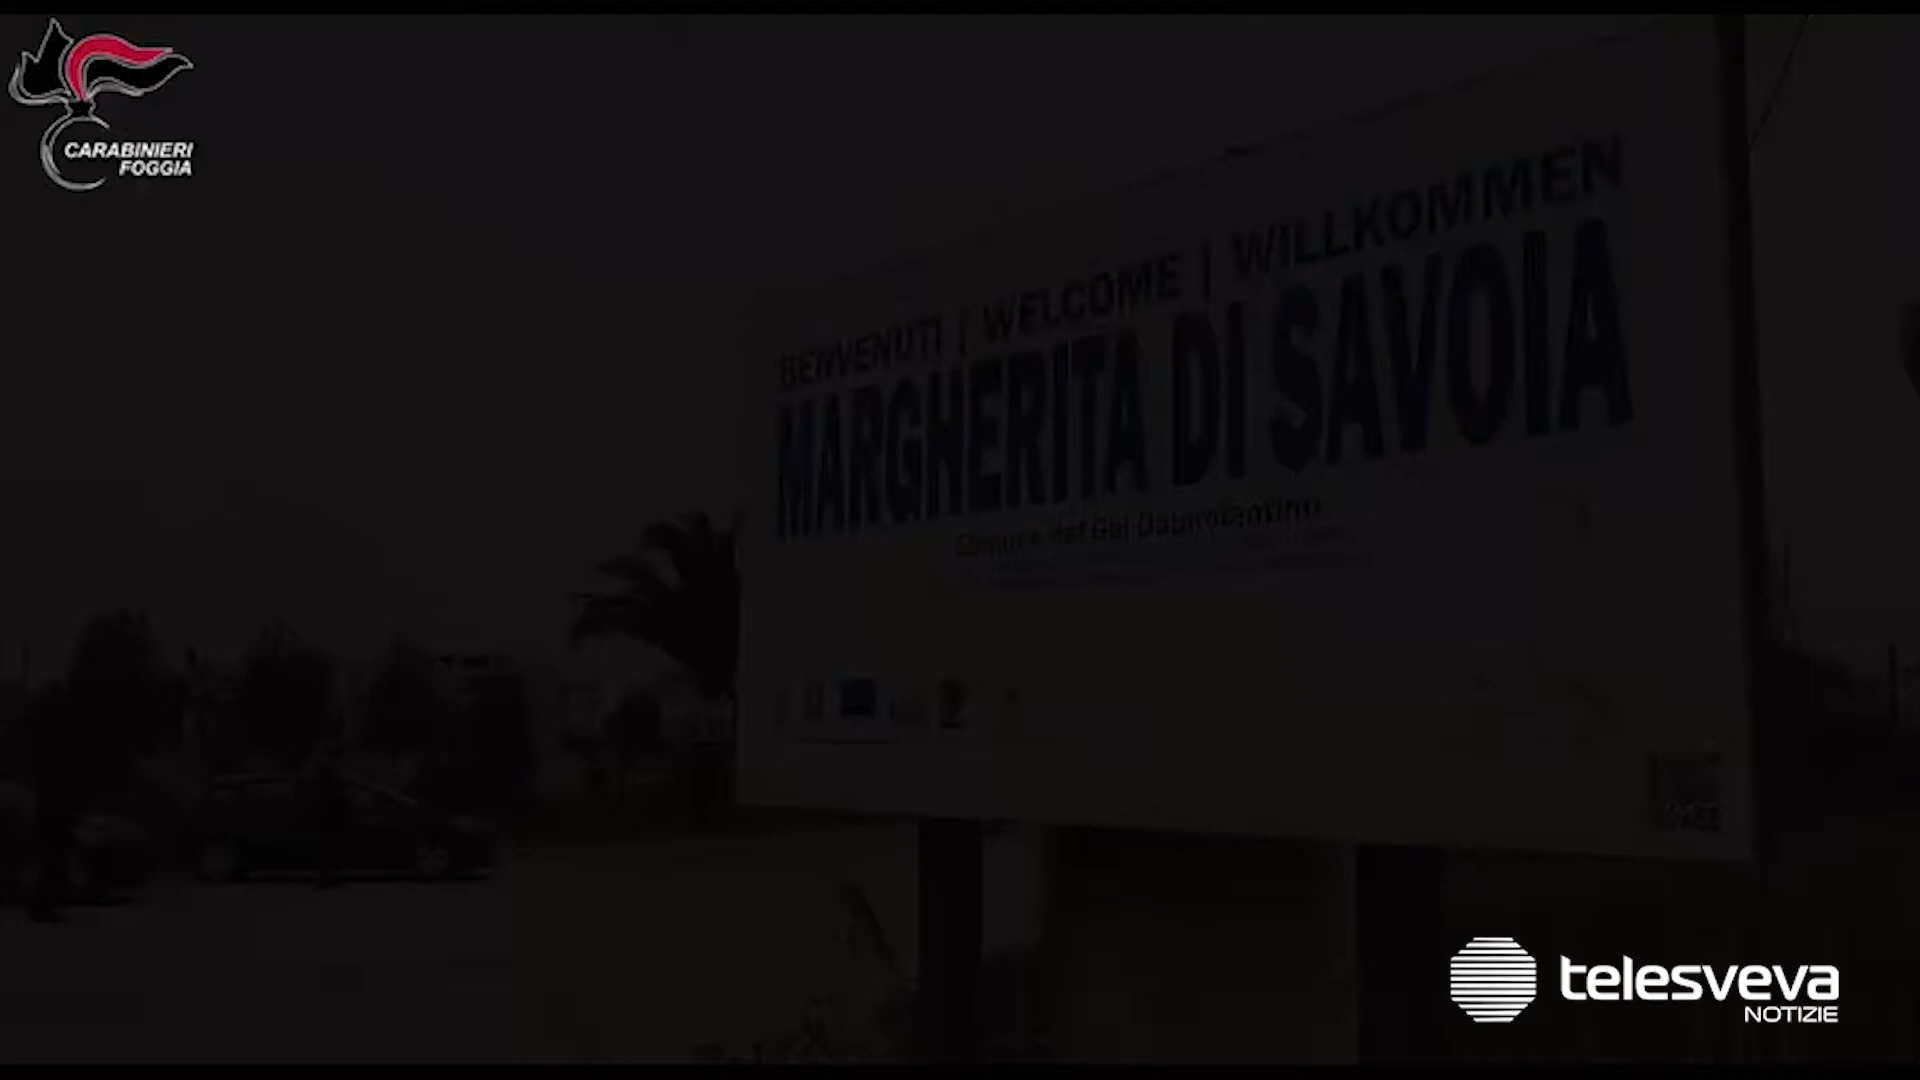 CARABINIERI
FOGGIA
BENVENUTI | WELCOME | WILLKOMMEN
MARGHERITA DI SAVOIA
telesveva
NOTIZIE